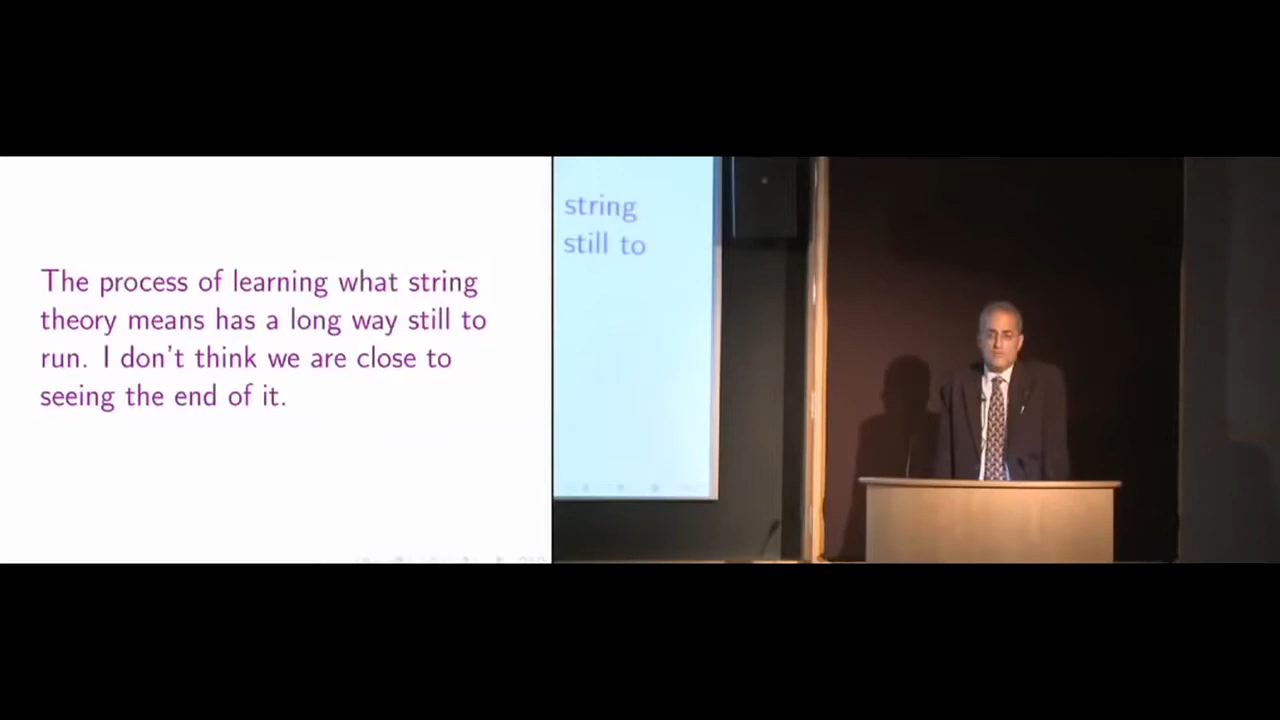 The process of learning what string
theory means has a long way still to
run. I don't think we are close to
seeing the end of it.
string
still to